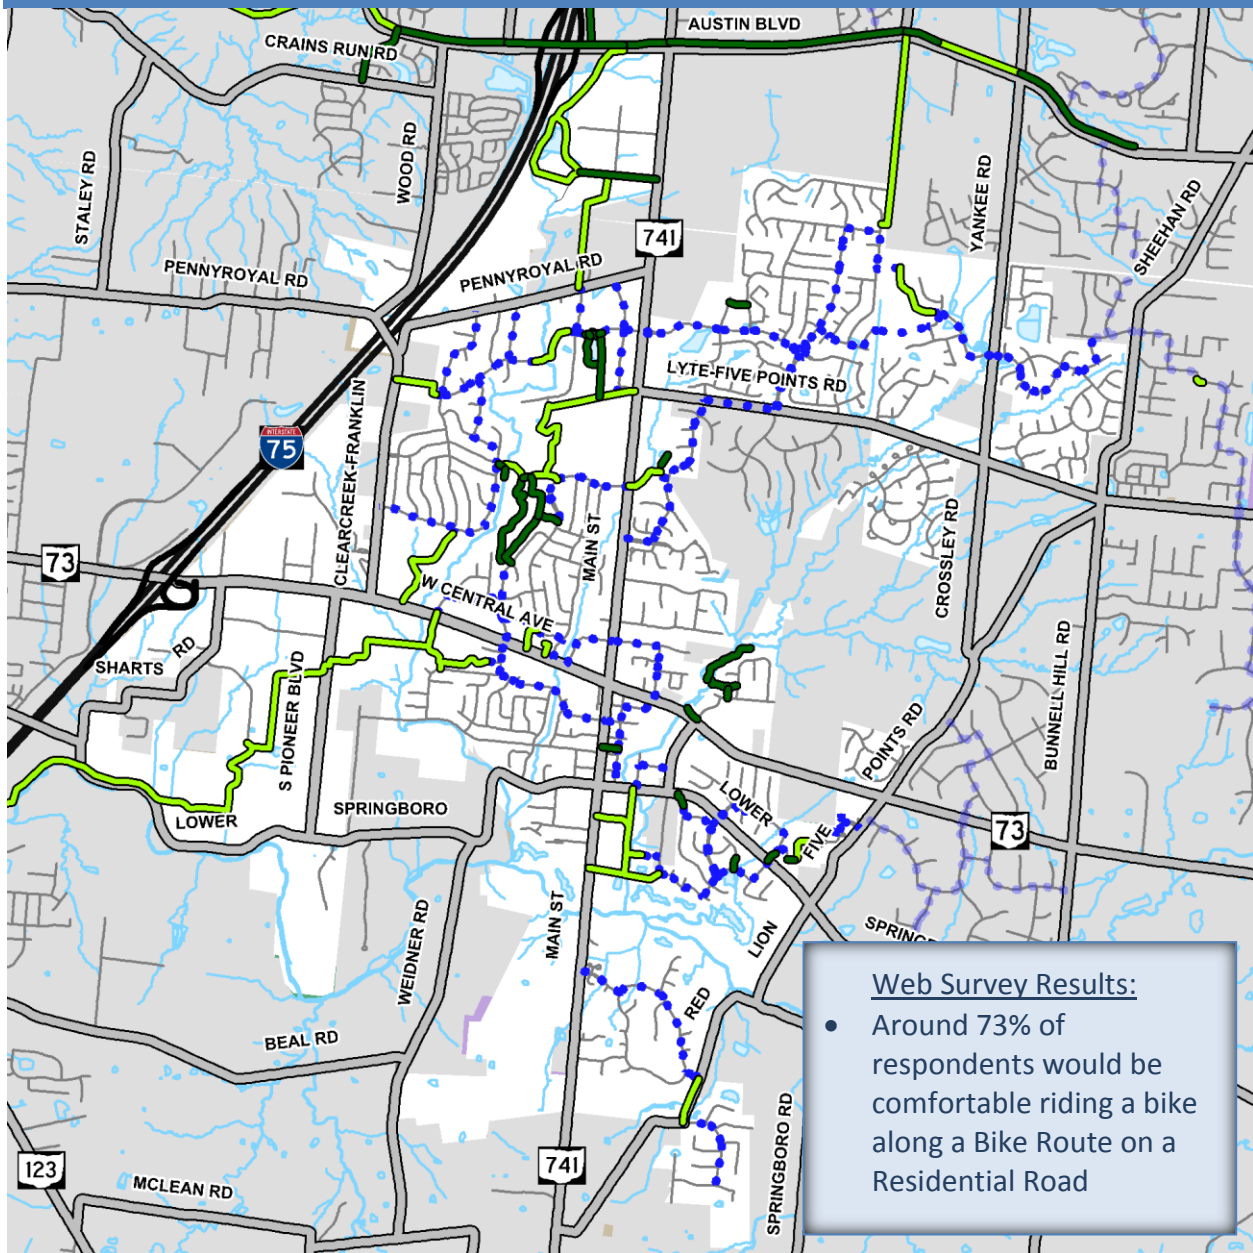 AUSTIN BLVD
CRAINS RUN RD
STALEY RD
WOOD RD
YANKEE RD
SHEEHAN RD
741
PENNYROYAL RD
PENNYROYAL RD
LYTE-FIVE POINTS RD
CLEARCREEK-FRANKLIN
INTERSTATE
75
73
MAIN ST
CROSSLEY RD
W CENTRAL AVE
SHARTS RD
S PIONEER BLVD
BUNNELL HILL RD
POINTS RD
LOWER
SPRINGBORO
LOWER
FIVE
73
WEIDNER RD
MAIN ST
LION
RED
BEAL RD
SPRINGBORO RD
741
123
MCLEAN RD
Web Survey Results:
• Around 73% of
respondents would be
comfortable riding a bike
along a Bike Route on a
Residential Road